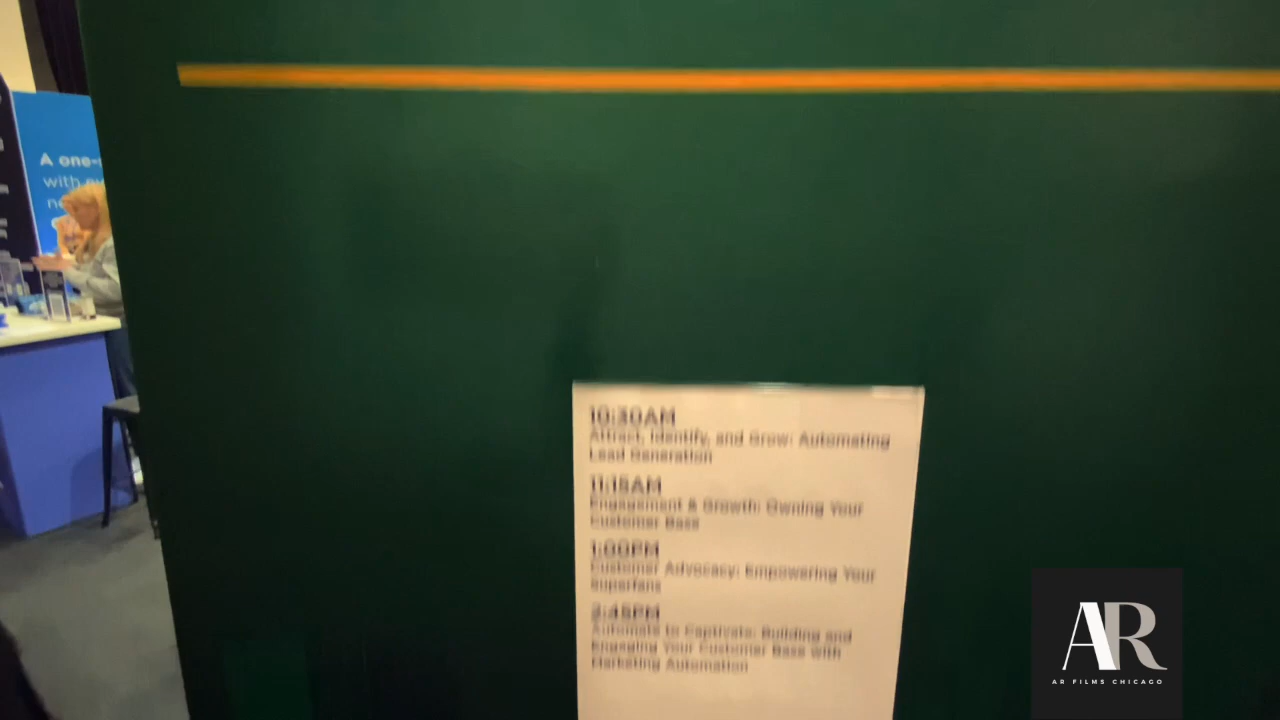 A one-
with
ne
10:30AM
Attract, Identify, and Grow: Automating
Lead Generation
11:15AM
Engagement & Growth: Owning Your
Customer Base
1:00PM
Customer Advocacy: Empowering Your
Superfans
2:45PM
Automate to Captivate: Building and
Engaging Your Customer Base with
Marketing Automation
AR
AR FILMS CHICAGO